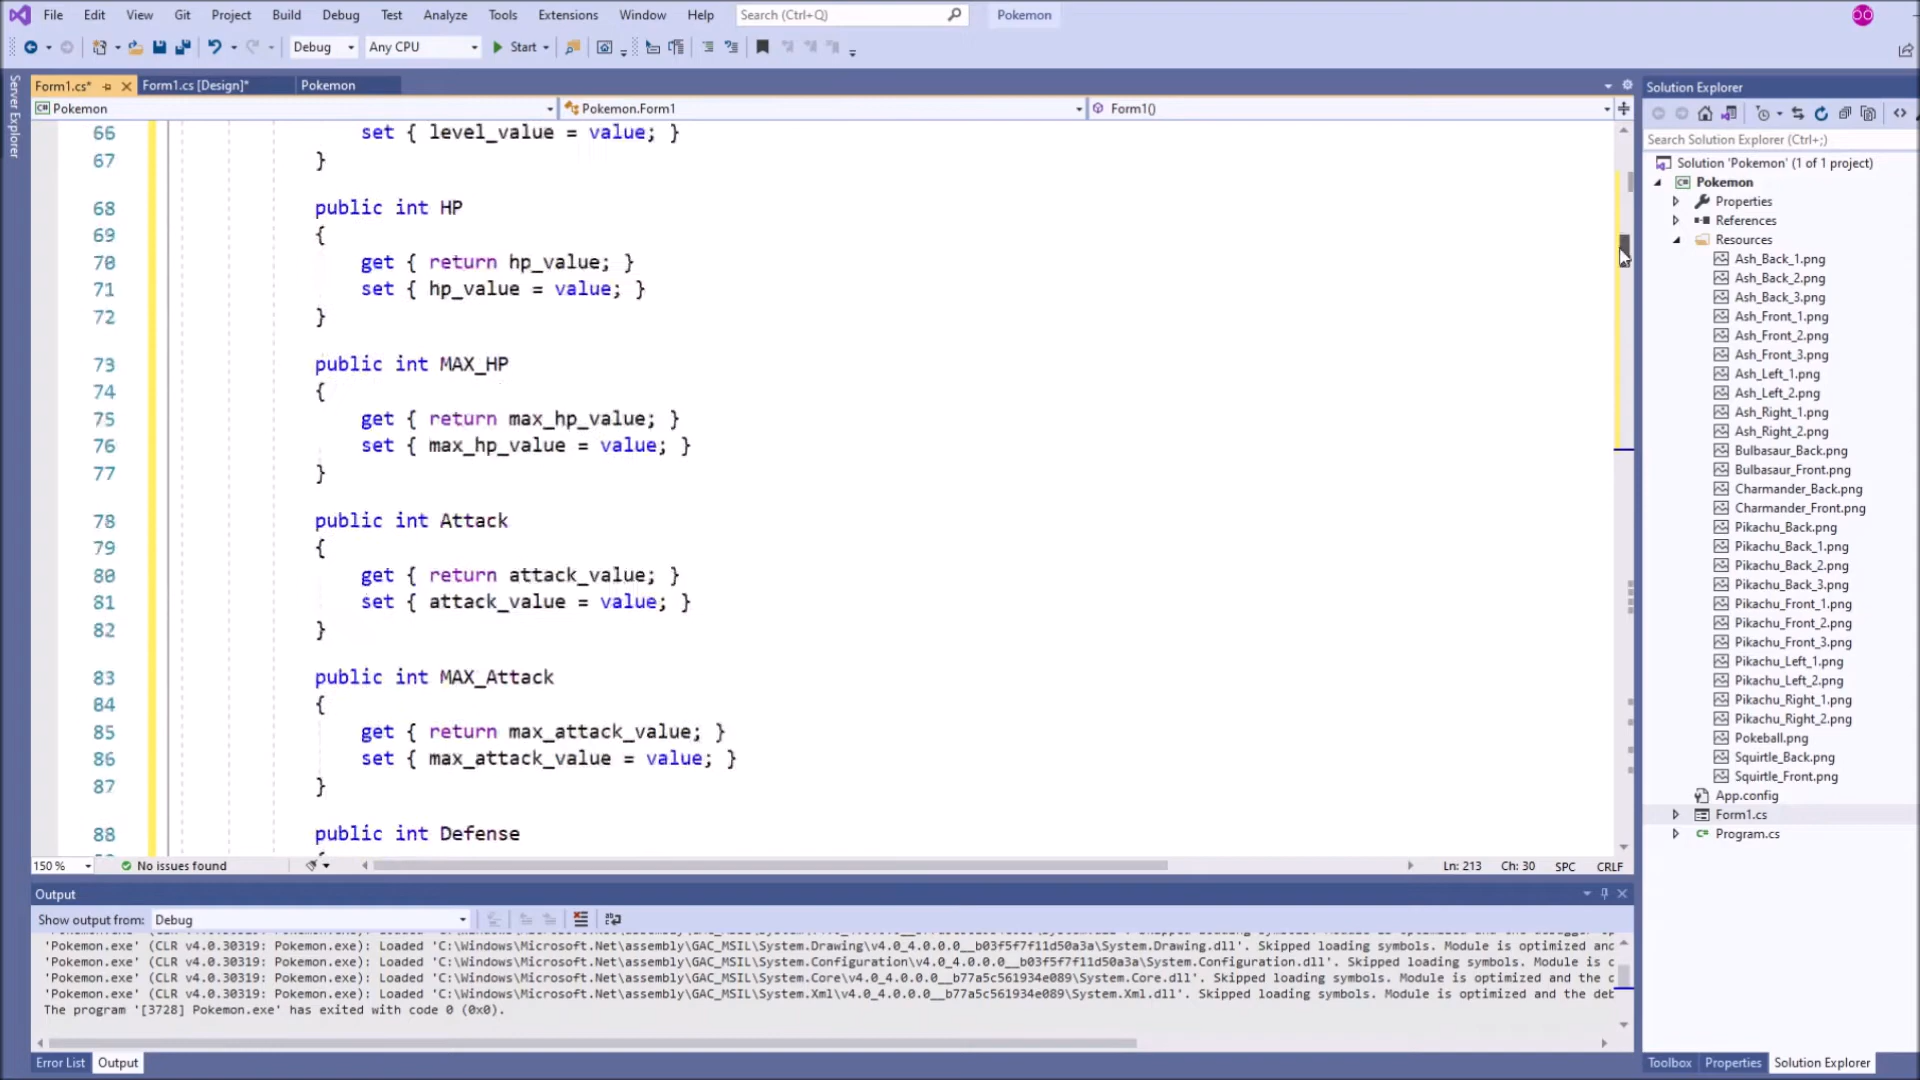 File Edit View Git Project Build Debug Test Analyze Tools Extensions Window Help Search (Ctrl+Q) Pokemon
Debug Any CPU Start
Form1.cs* Form1.cs [Design]* Pokemon
Pokemon Pokemon.Form1 Form1()
Server Explorer
66 set { level_value = value; }
67 }
68 public int HP
69 {
70 get { return hp_value; }
71 set { hp_value = value; }
72 }
73 public int MAX_HP
74 {
75 get { return max_hp_value; }
76 set { max_hp_value = value; }
77 }
78 public int Attack
79 {
80 get { return attack_value; }
81 set { attack_value = value; }
82 }
83 public int MAX_Attack
84 {
85 get { return max_attack_value; }
86 set { max_attack_value = value; }
87 }
88 public int Defense
{
150 % No issues found Ln: 213 Ch: 30 SPC CRLF
Output
Show output from: Debug
'Pokemon.exe' (CLR v4.0.30319: Pokemon.exe): Loaded 'C:\Windows\Microsoft.Net\assembly\GAC_MSIL\System.Drawing\v4.0_4.0.0.0__b03f5f7f11d50a3a\System.Drawing.dll'. Skipped loading symbols. Module is optimized anc
'Pokemon.exe' (CLR v4.0.30319: Pokemon.exe): Loaded 'C:\Windows\Microsoft.Net\assembly\GAC_MSIL\System.Configuration\v4.0_4.0.0.0__b03f5f7f11d50a3a\System.Configuration.dll'. Skipped loading symbols. Module is c
'Pokemon.exe' (CLR v4.0.30319: Pokemon.exe): Loaded 'C:\Windows\Microsoft.Net\assembly\GAC_MSIL\System.Core\v4.0_4.0.0.0__b77a5c561934e089\System.Core.dll'. Skipped loading symbols. Module is optimized and the c
'Pokemon.exe' (CLR v4.0.30319: Pokemon.exe): Loaded 'C:\Windows\Microsoft.Net\assembly\GAC_MSIL\System.Xml\v4.0_4.0.0.0__b77a5c561934e089\System.Xml.dll'. Skipped loading symbols. Module is optimized and the deb
The program '[3728] Pokemon.exe' has exited with code 0 (0x0).
Error List Output
Solution Explorer
Search Solution Explorer (Ctrl+;)
Solution 'Pokemon' (1 of 1 project)
Pokemon
Properties
References
Resources
Ash_Back_1.png
Ash_Back_2.png
Ash_Back_3.png
Ash_Front_1.png
Ash_Front_2.png
Ash_Front_3.png
Ash_Left_1.png
Ash_Left_2.png
Ash_Right_1.png
Ash_Right_2.png
Bulbasaur_Back.png
Bulbasaur_Front.png
Charmander_Back.png
Charmander_Front.png
Pikachu_Back.png
Pikachu_Back_1.png
Pikachu_Back_2.png
Pikachu_Back_3.png
Pikachu_Front_1.png
Pikachu_Front_2.png
Pikachu_Front_3.png
Pikachu_Left_1.png
Pikachu_Left_2.png
Pikachu_Right_1.png
Pikachu_Right_2.png
Pokeball.png
Squirtle_Back.png
Squirtle_Front.png
App.config
Form1.cs
Program.cs
Toolbox Properties Solution Explorer